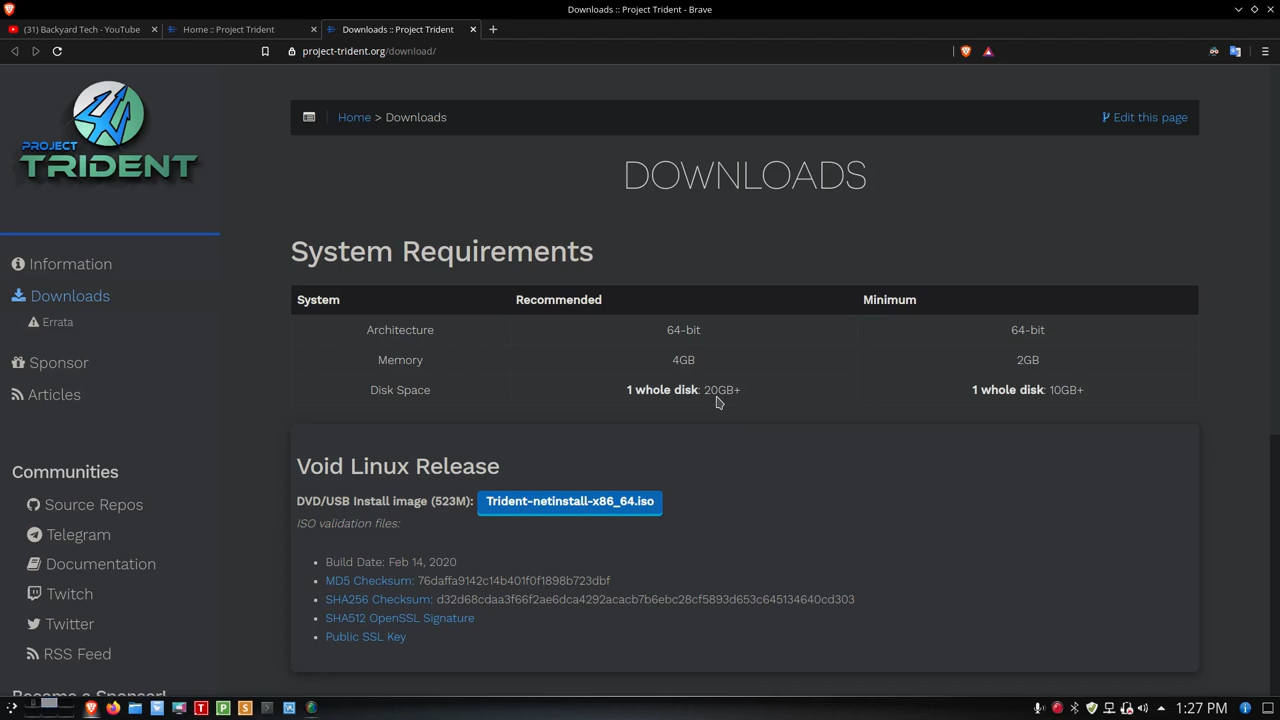 Downloads :: Project Trident - Brave
(31) Backyard Tech - YouTube
Home :: Project Trident
Downloads :: Project Trident
project-trident.org/download/
PROJECT
TRIDENT
Information
Downloads
Errata
Sponsor
Articles
Communities
Source Repos
Telegram
Documentation
Twitch
Twitter
RSS Feed
Become a Sponsor!
Home > Downloads
Edit this page
DOWNLOADS
System Requirements
System Recommended Minimum
Architecture 64-bit 64-bit
Memory 4GB 2GB
Disk Space 1 whole disk: 20GB+ 1 whole disk: 10GB+
Void Linux Release
DVD/USB Install image (523M): Trident-netinstall-x86_64.iso
ISO validation files:
Build Date: Feb 14, 2020
MD5 Checksum: 76daffa9142c14b401f0f1898b723dbf
SHA256 Checksum: d32d68cdaa3f66f2ae6dca4292acacb7b6ebc28cf5893d653c645134640cd303
SHA512 OpenSSL Signature
Public SSL Key
T P S
1:27 PM